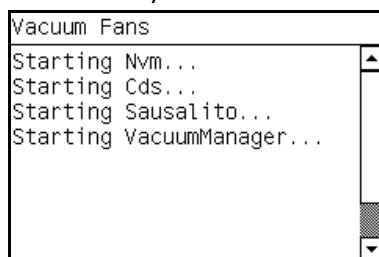 Vacuum Fans
Starting Nvm...
Starting Cds...
Starting Sausalito...
Starting VacuumManager...